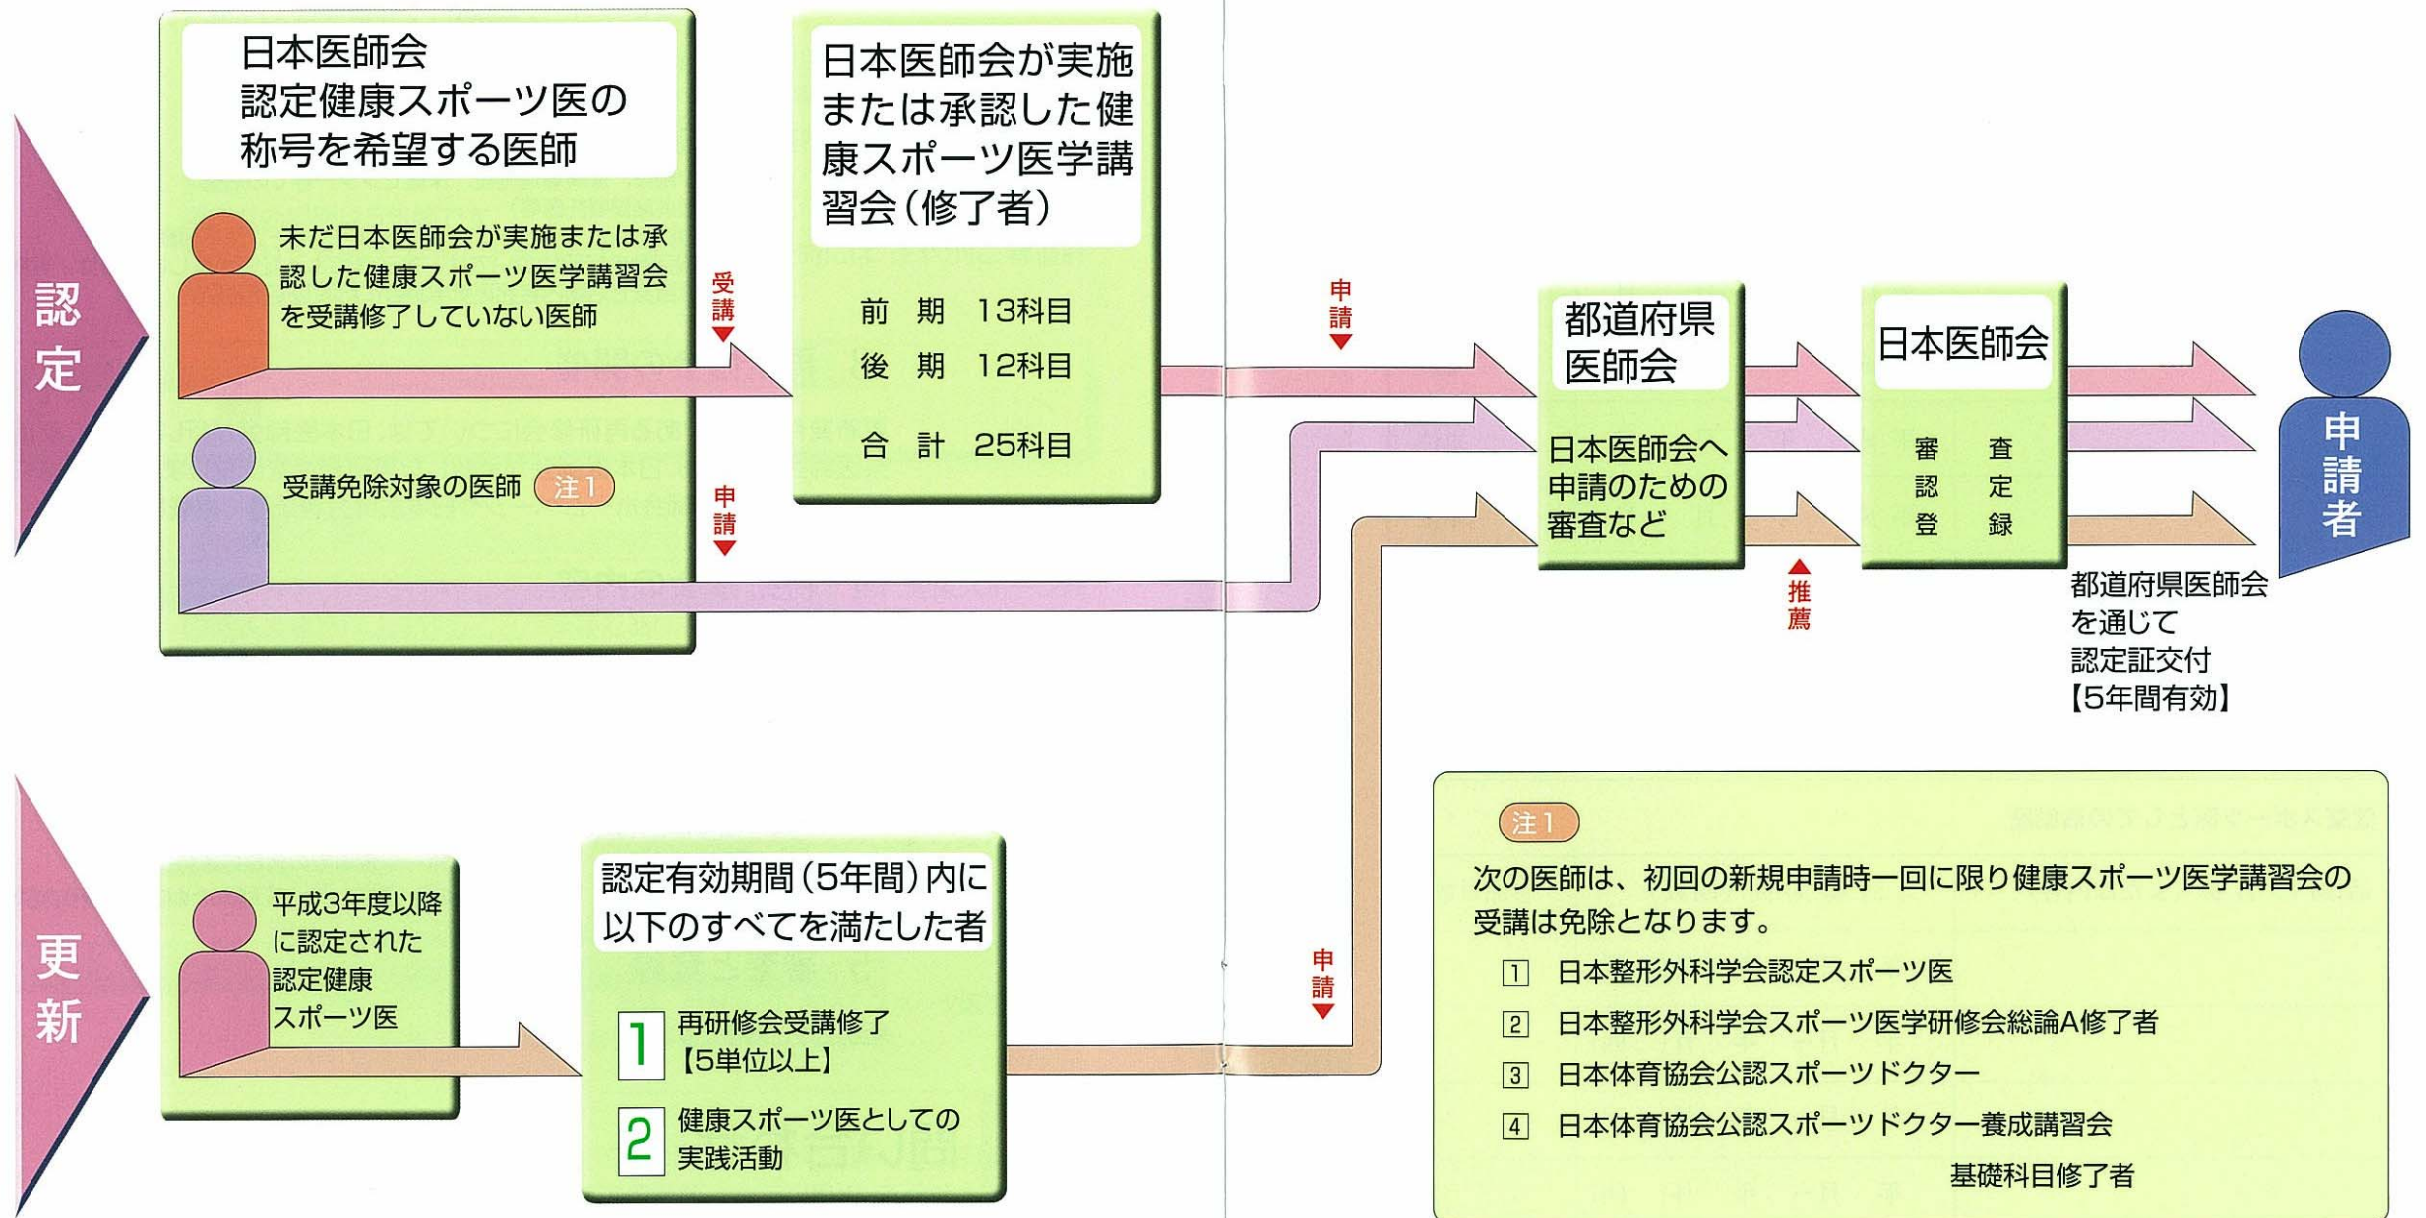 認定
日本医師会
認定健康スポーツ医の
称号を希望する医師
未だ日本医師会が実施または承
認した健康スポーツ医学講習会
を受講修了していない医師
受講免除対象の医師 注1
受講
申請
日本医師会が実施
または承認した健
康スポーツ医学講
習会(修了者)
前 期 13科目
後 期 12科目
合 計 25科目
申請
都道府県
医師会
日本医師会へ
申請のための
審査など
推薦
日本医師会
審 査
認 定
登 録
都道府県医師会
を通じて
認定証交付
【5年間有効】
申請者
更新
平成3年度以降
に認定された
認定健康
スポーツ医
認定有効期間(5年間)内に
以下のすべてを満たした者
1 再研修会受講修了
【5単位以上】
2 健康スポーツ医としての
実践活動
申請
注1
次の医師は、初回の新規申請時一回に限り健康スポーツ医学講習会の
受講は免除となります。
1 日本整形外科学会認定スポーツ医
2 日本整形外科学会スポーツ医学研修会総論A修了者
3 日本体育協会公認スポーツドクター
4 日本体育協会公認スポーツドクター養成講習会
基礎科目修了者